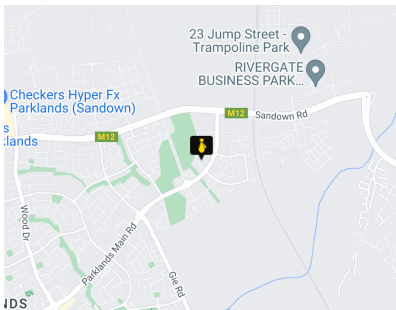 23 Jump Street -
Trampoline Park
RIVERGATE
BUSINESS PARK...
Checkers Hyper Fx
Parklands (Sandown)
M12
Sandown Rd
s
klands
M12
Wood Dr
Parklands Main Rd
Gie Rd
NDS